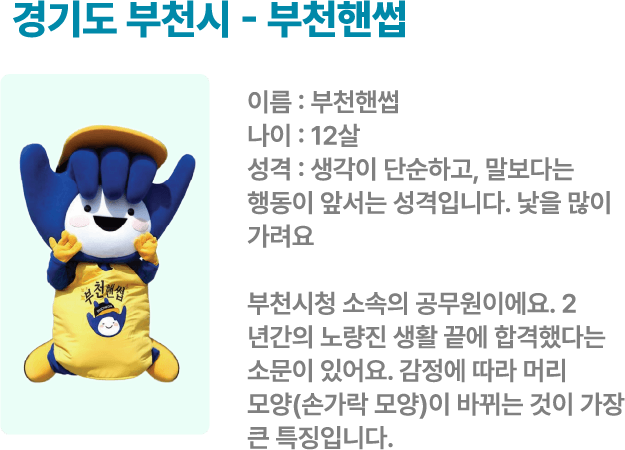 경기도 부천시 - 부천핸썹
이름 : 부천핸썹
나이 : 12살
성격 : 생각이 단순하고, 말보다는
행동이 앞서는 성격입니다. 낯을 많이
가려요
부천시청 소속의 공무원이에요. 2
년간의 노량진 생활 끝에 합격했다는
소문이 있어요. 감정에 따라 머리
모양(손가락 모양)이 바뀌는 것이 가장
큰 특징입니다.
부천핸썹